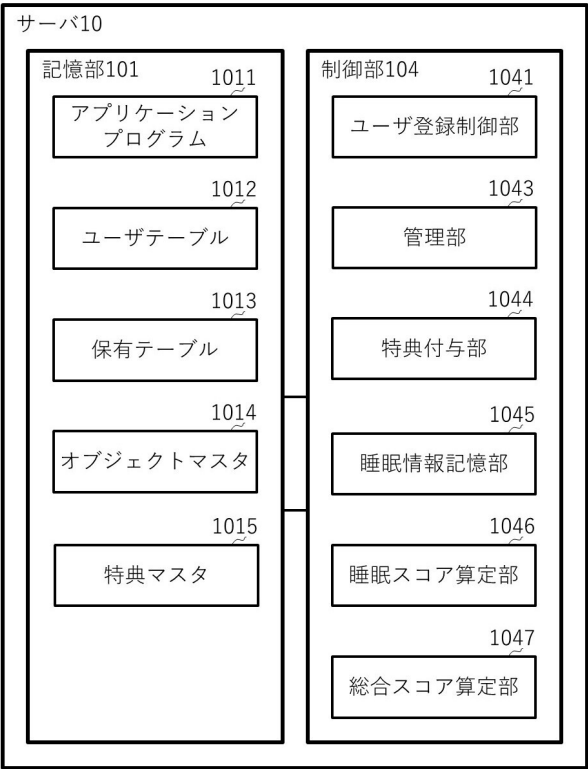 サーバ10
記憶部101
1011
アプリケーション
プログラム
1012
ユーザテーブル
1013
保有テーブル
1014
オブジェクトマスタ
1015
特典マスタ
制御部104
1041
ユーザ登録制御部
1043
管理部
1044
特典付与部
1045
睡眠情報記憶部
1046
睡眠スコア算定部
1047
総合スコア算定部